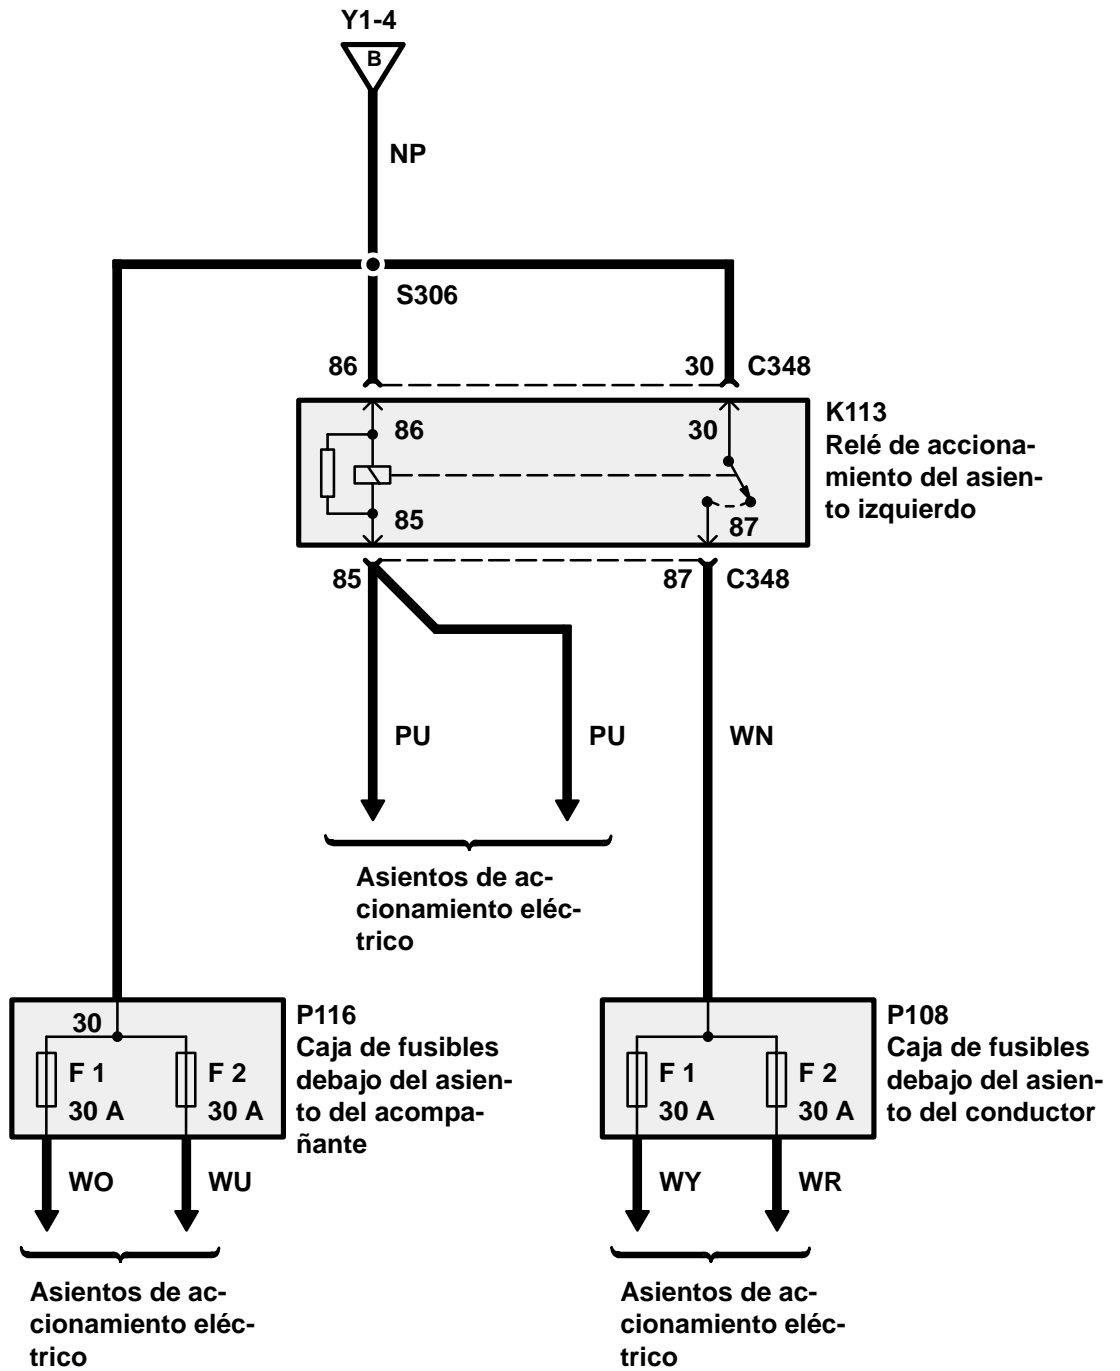 Y1-4
B
NP
S306
86
30
C348
86
30
85
87
K113
Relé de acciona-
miento del asien-
to izquierdo
85
87
C348
PU
PU
WN
Asientos de ac-
cionamiento eléc-
trico
30
F 1
30 A
F 2
30 A
P116
Caja de fusibles
debajo del asien-
to del acompa-
ñante
F 1
30 A
F 2
30 A
P108
Caja de fusibles
debajo del asien-
to del conductor
WO
WU
WY
WR
Asientos de ac-
cionamiento eléc-
trico
Asientos de ac-
cionamiento eléc-
trico